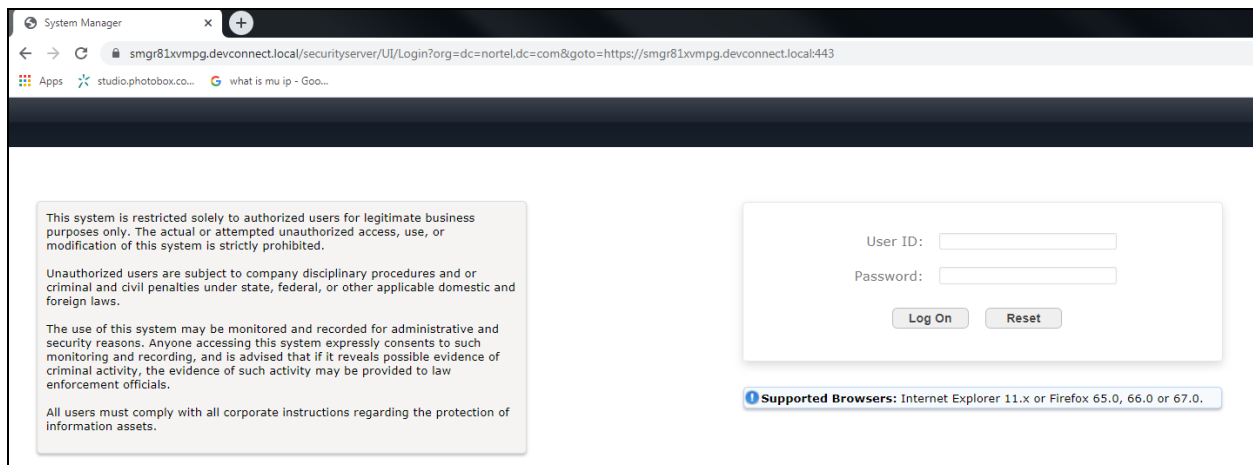 System Manager
smgr81xvmpg.devconnect.local/securityserver/UI/Login?org=dc=nortel,dc=com&goto=https://smgr81xvmpg.devconnect.local:443
Apps studio.photobox.co... G what is mu ip - Goo...
This system is restricted solely to authorized users for legitimate business
purposes only. The actual or attempted unauthorized access, use, or
modification of this system is strictly prohibited.
Unauthorized users are subject to company disciplinary procedures and or
criminal and civil penalties under state, federal, or other applicable domestic and
foreign laws.
The use of this system may be monitored and recorded for administrative and
security reasons. Anyone accessing this system expressly consents to such
monitoring and recording, and is advised that if it reveals possible evidence of
criminal activity, the evidence of such activity may be provided to law
enforcement officials.
All users must comply with all corporate instructions regarding the protection of
information assets.
User ID:
Password:
Log On Reset
Supported Browsers: Internet Explorer 11.x or Firefox 65.0, 66.0 or 67.0.